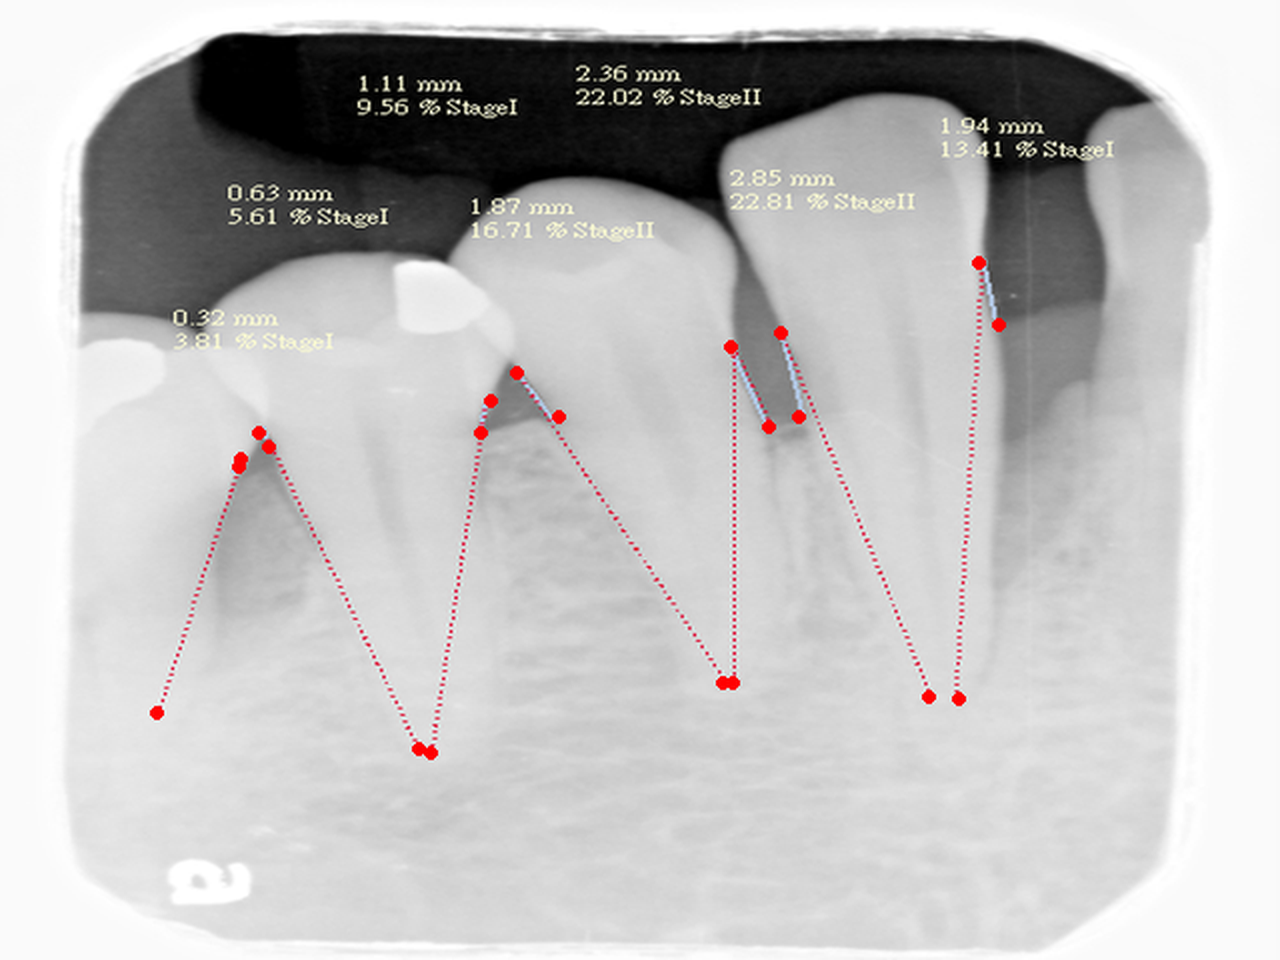 2.36 mm
22.02 % StageII
1.11 mm
9.56 % StageI
1.94 mm
13.41 % StageI
2.85 mm
22.81 % StageII
0.63 mm
5.61 % StageI
1.87 mm
16.71 % StageII
0.32 mm
3.81 % StageI
a